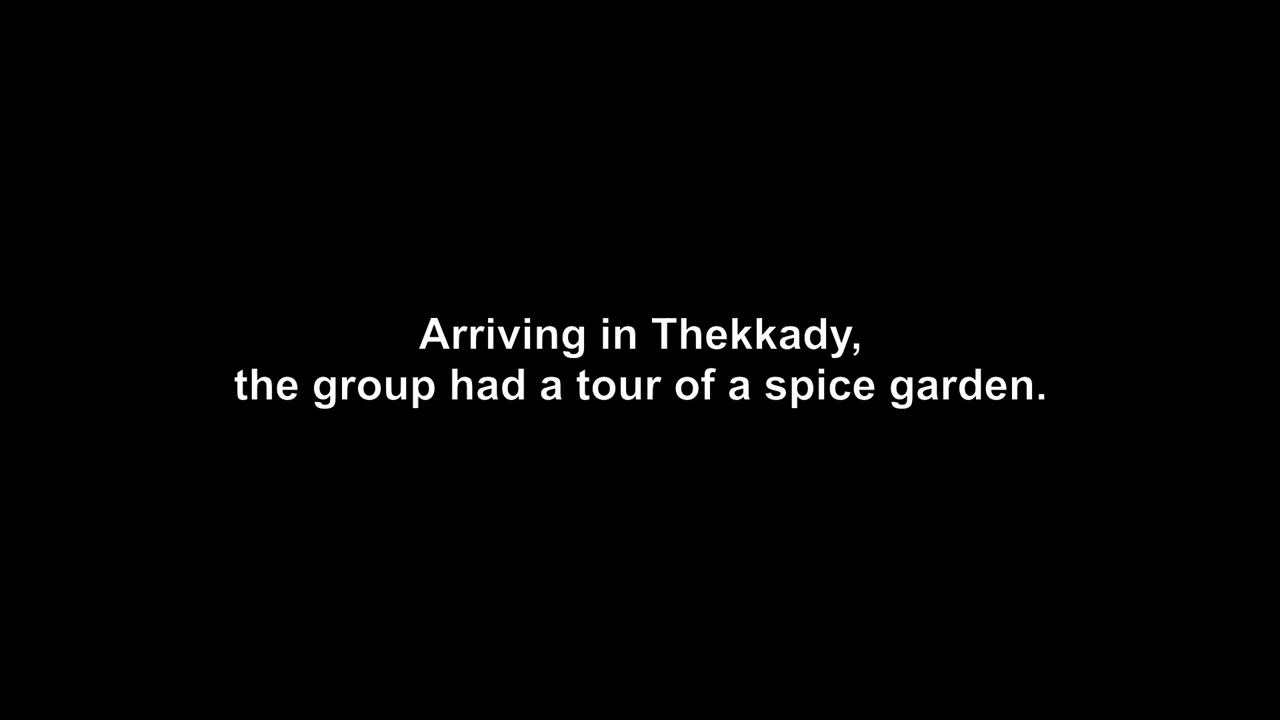 Arriving in Thekkady,
the group had a tour of a spice garden.